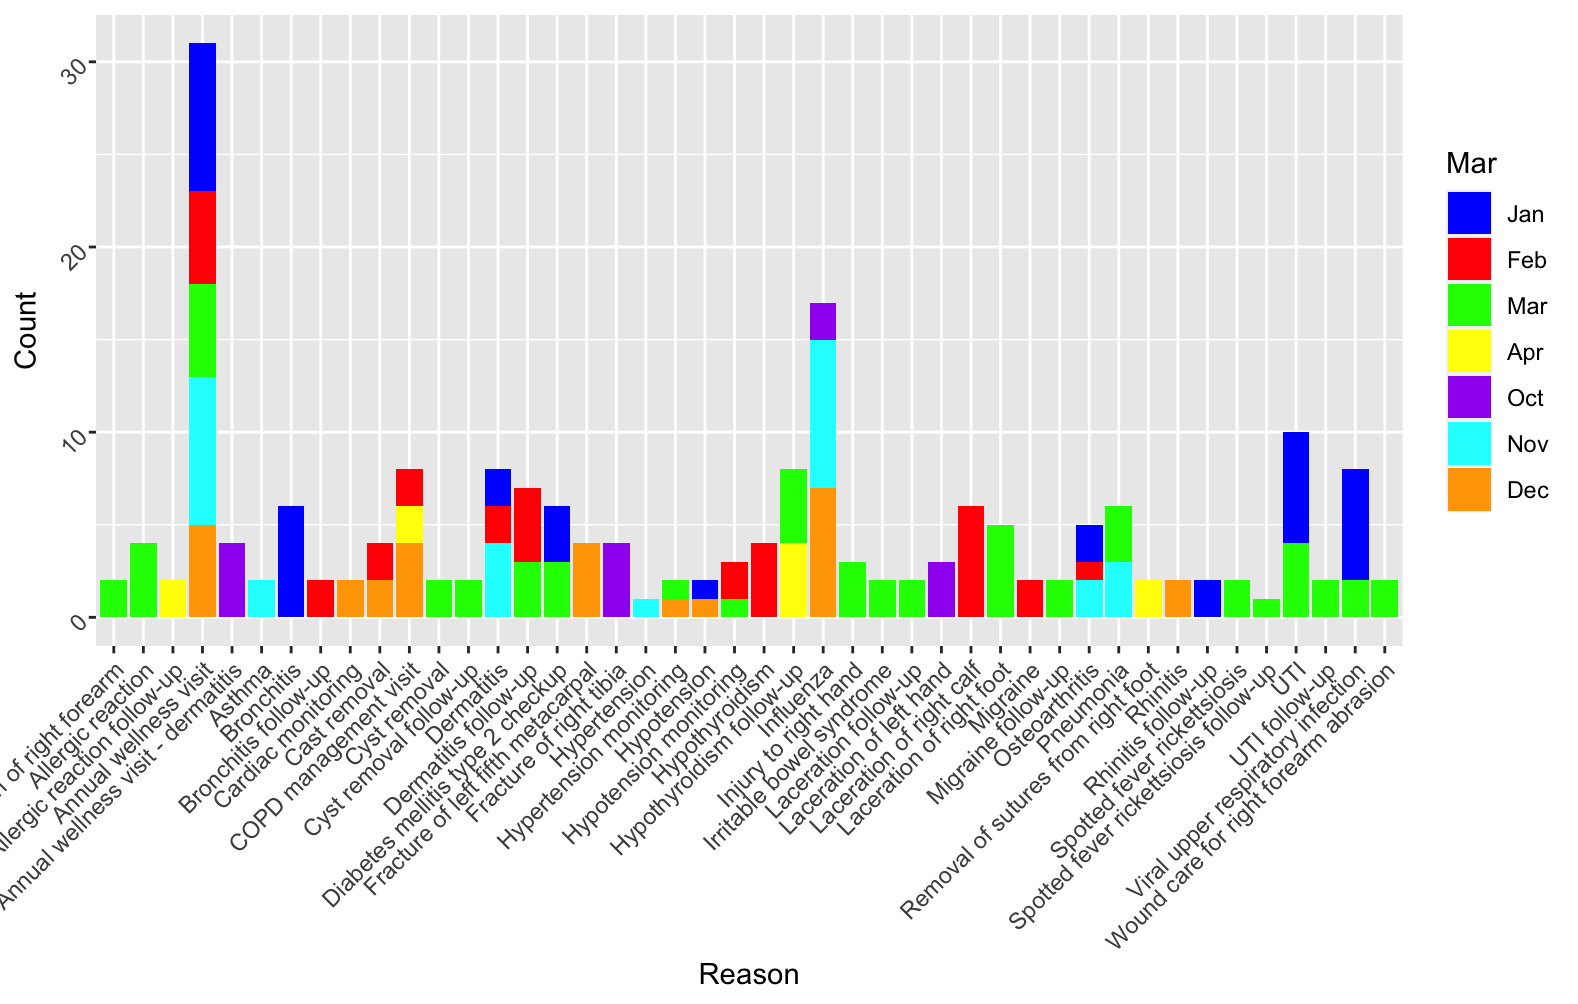 30
20
10
0
Count
of right forearm
Allergic reaction
Allergic reaction follow-up
Annual wellness visit
Annual wellness visit - dermatitis
Asthma
Bronchitis
Bronchitis follow-up
Cardiac monitoring
Cast removal
COPD management visit
Cyst removal
Cyst removal follow-up
Dermatitis
Dermatitis follow-up
Diabetes mellitis type 2 checkup
Fracture of left fifth metacarpal
Fracture of right tibia
Hypertension
Hypertension monitoring
Hypotension
Hypotension monitoring
Hypothyroidism
Hypothyroidism follow-up
Influenza
Injury to right hand
Irritable bowel syndrome
Laceration follow-up
Laceration of left hand
Laceration of right calf
Laceration of right foot
Migraine
Migraine follow-up
Osteoarthritis
Pneumonia
Removal of sutures from right foot
Rhinitis
Rhinitis follow-up
Spotted fever rickettsiosis
Spotted fever rickettsiosis follow-up
UTI
UTI follow-up
Viral upper respiratory infection
Wound care for right forearm abrasion
Reason
Mar
Jan
Feb
Mar
Apr
Oct
Nov
Dec